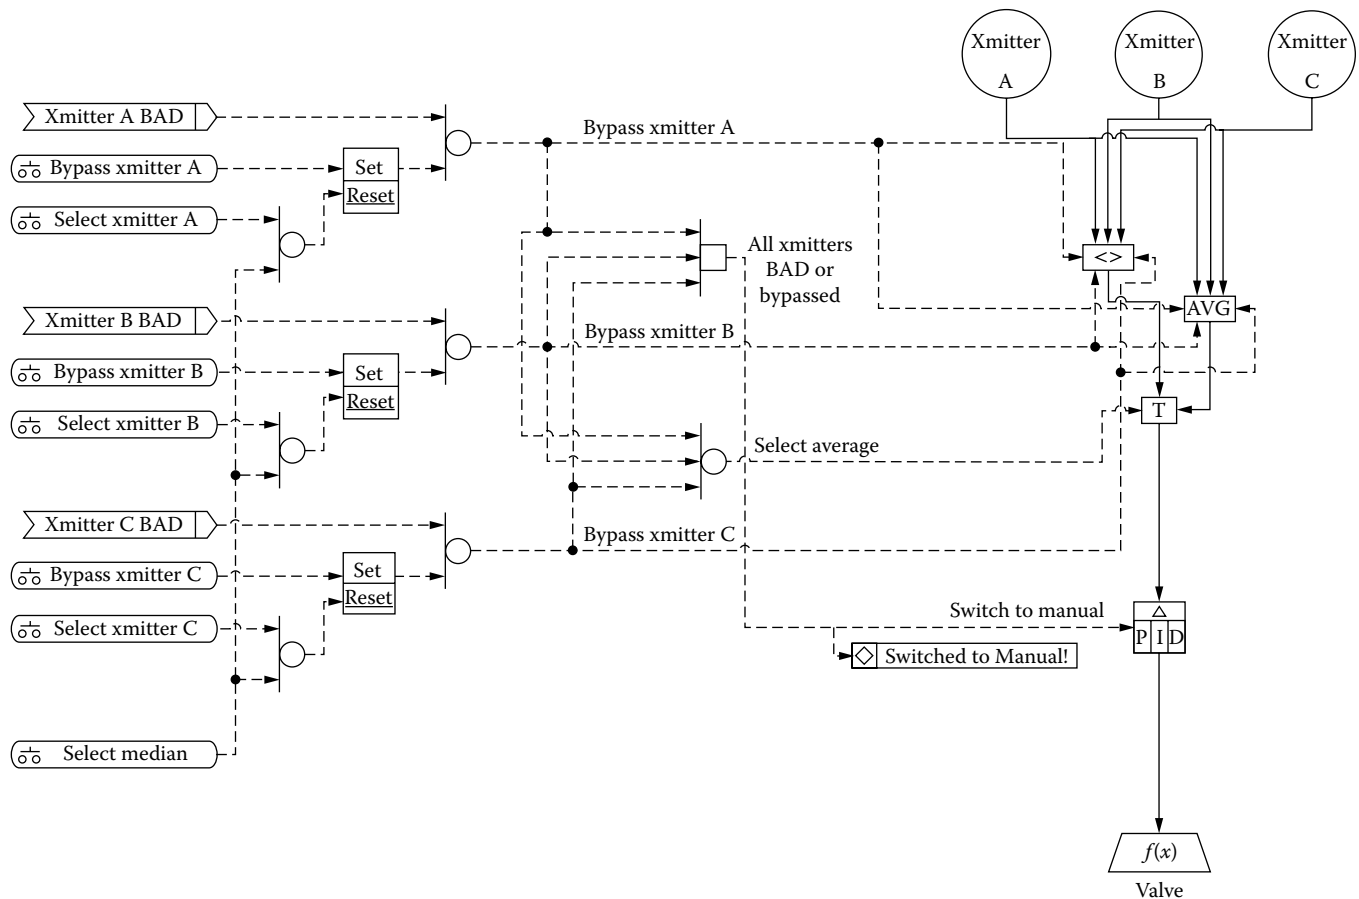 Xmitter
A
Xmitter
B
Xmitter
C
Xmitter A BAD
Bypass xmitter A
Select xmitter A
Set
Reset
Bypass xmitter A
All xmitters
BAD or
bypassed
<>
AVG
Xmitter B BAD
Bypass xmitter B
Select xmitter B
Set
Reset
Bypass xmitter B
T
Select average
Xmitter C BAD
Bypass xmitter C
Select xmitter C
Set
Reset
Bypass xmitter C
Switch to manual
Switched to Manual!
P I D
Select median
f(x)
Valve